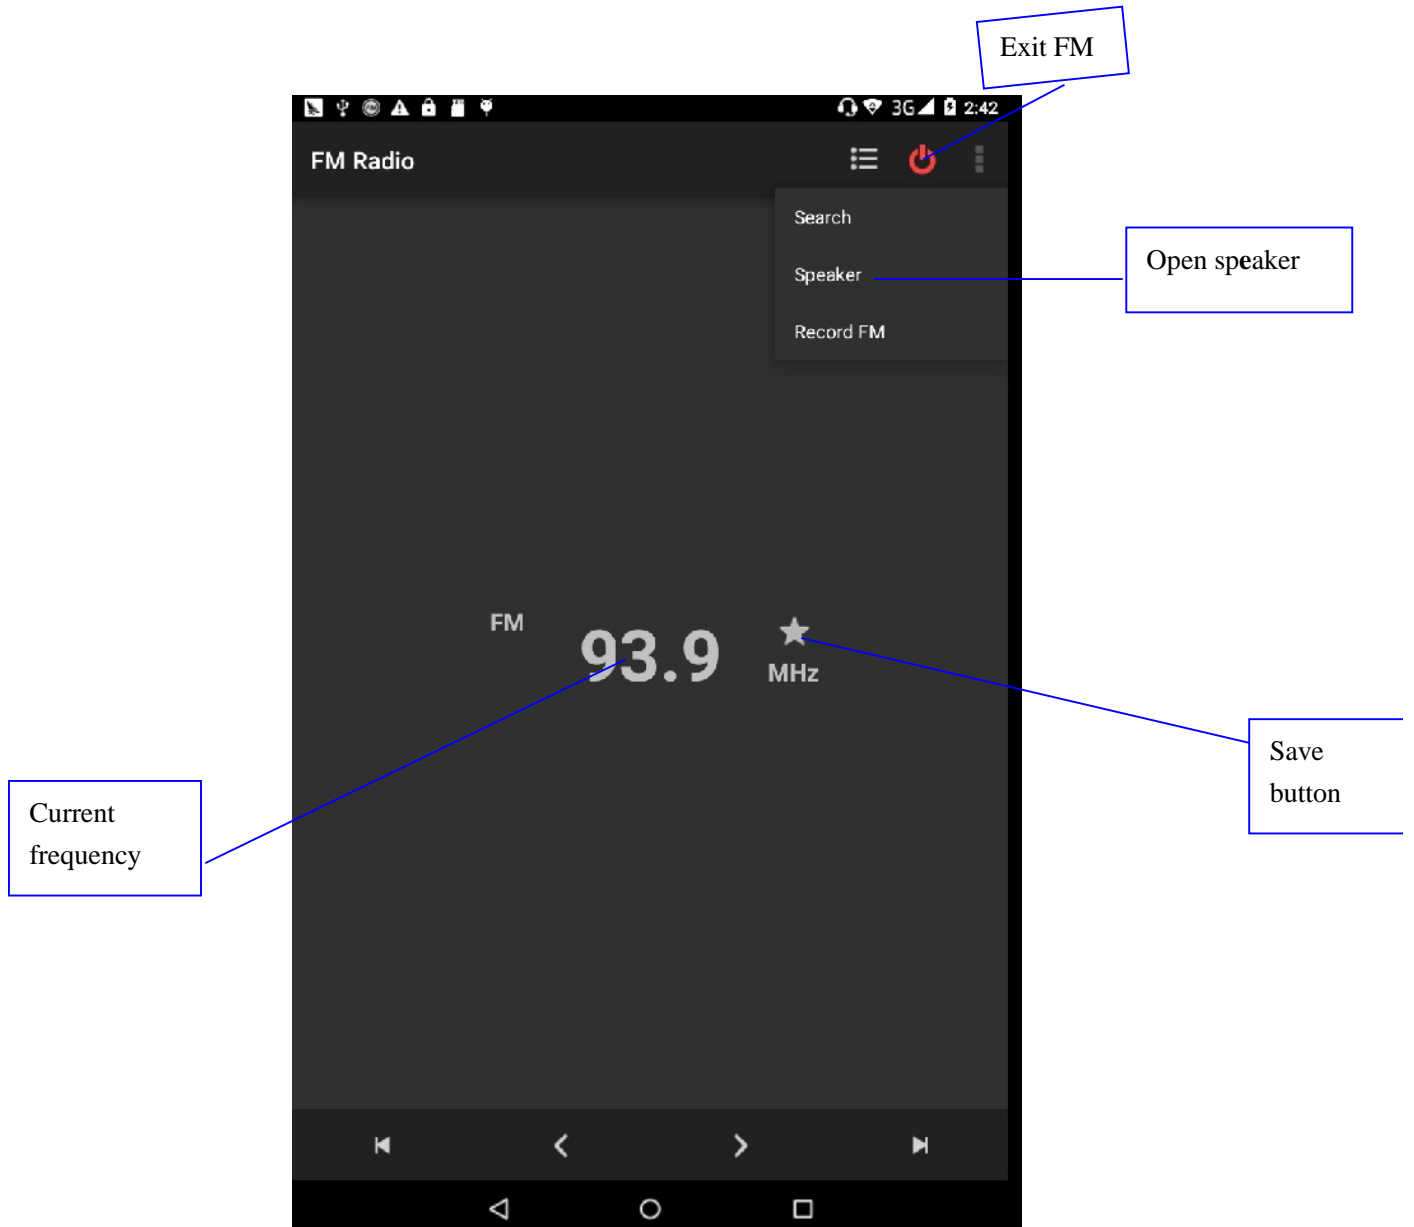 Exit FM
3G 2:42
FM Radio
Search
Open speaker
Speaker
Record FM
FM
93.9
MHz
Save
button
Current
frequency